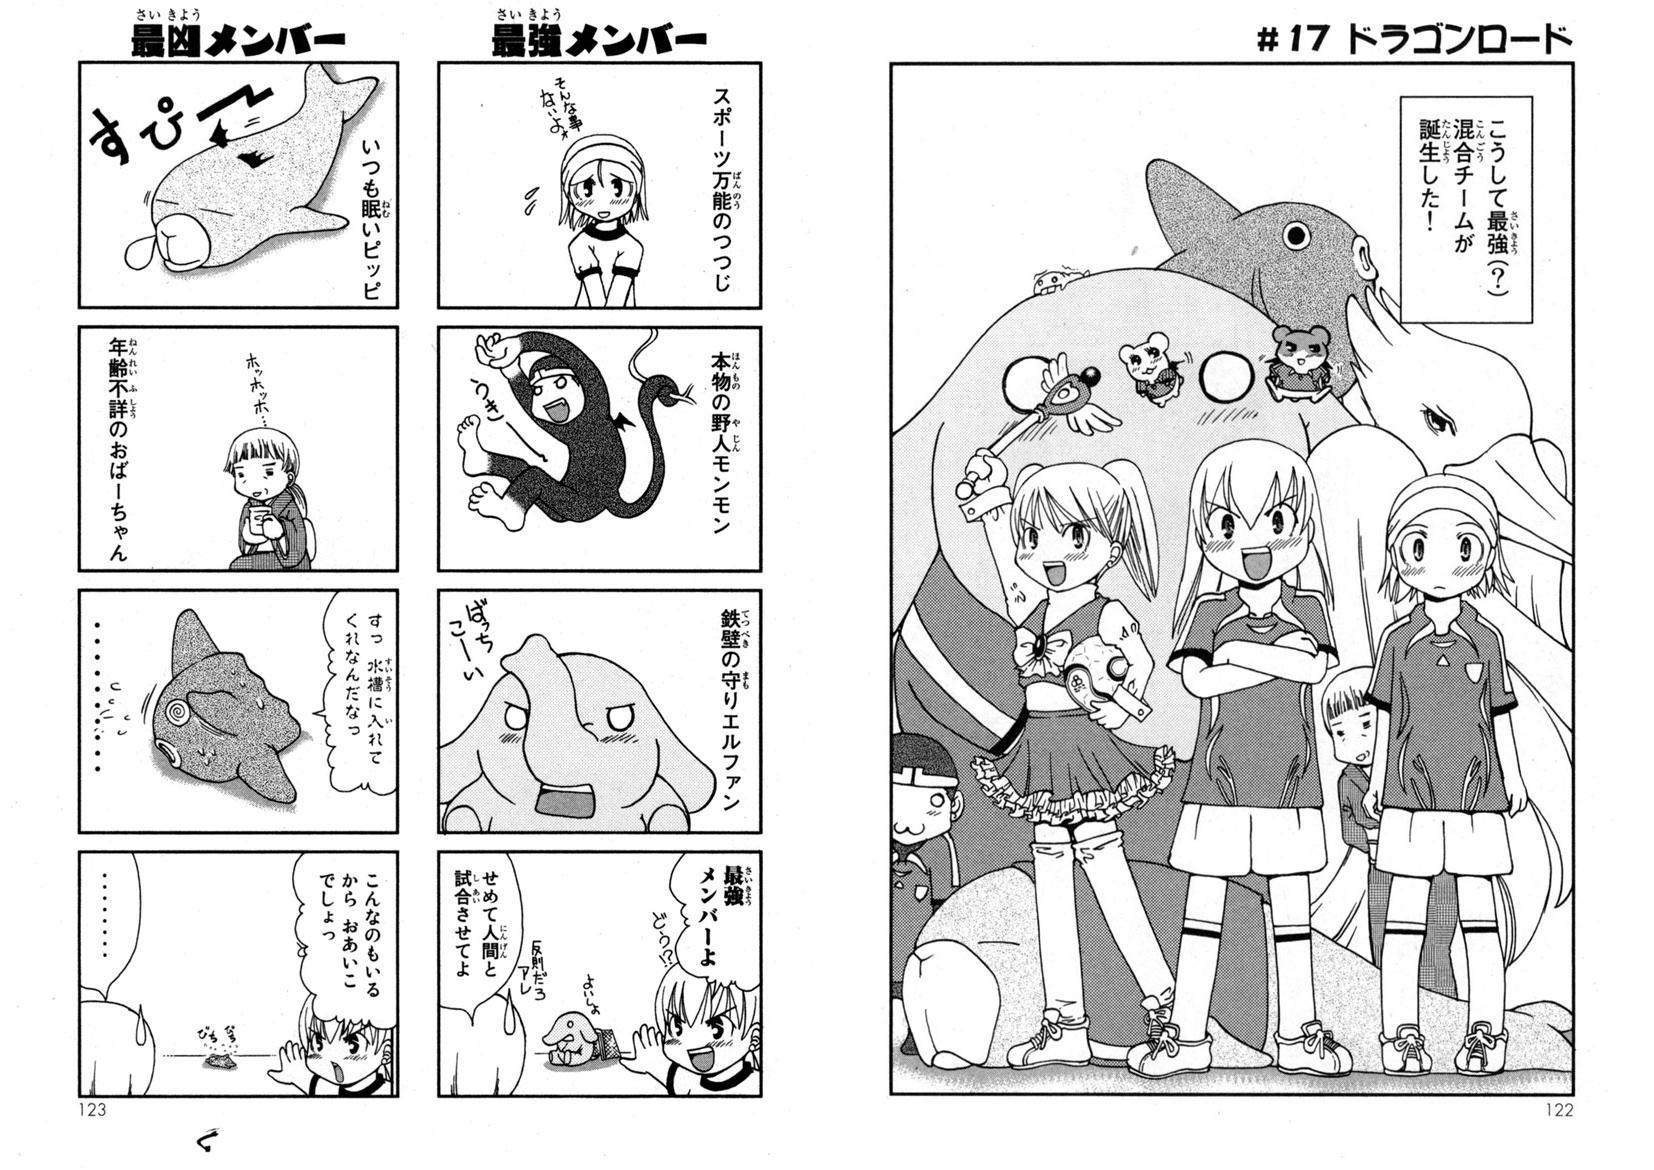 #17 ドラゴンロード
こうして最強(?)
混合チームが
誕生した!
122
最強メンバー
スポーツ万能のつつじ
そんな事
ないよ
本物の野人モンモン
うきー
鉄壁の守りエルファン
ばっち
こーい
最強
メンバーよ
どう!?
よいしょ
反則だろ
アレ
せめて人間と
試合させてよ
最凶メンバー
いつも眠いピッピ
すぴー
年齢不詳のおばーちゃん
ホッホッホ…
すっ 水槽に入れて
くれなんだなっ
・・・・・・・・・・
こんなのもいる
から おあいこ
でしょっ
びち
びち
・・・・・・・
123